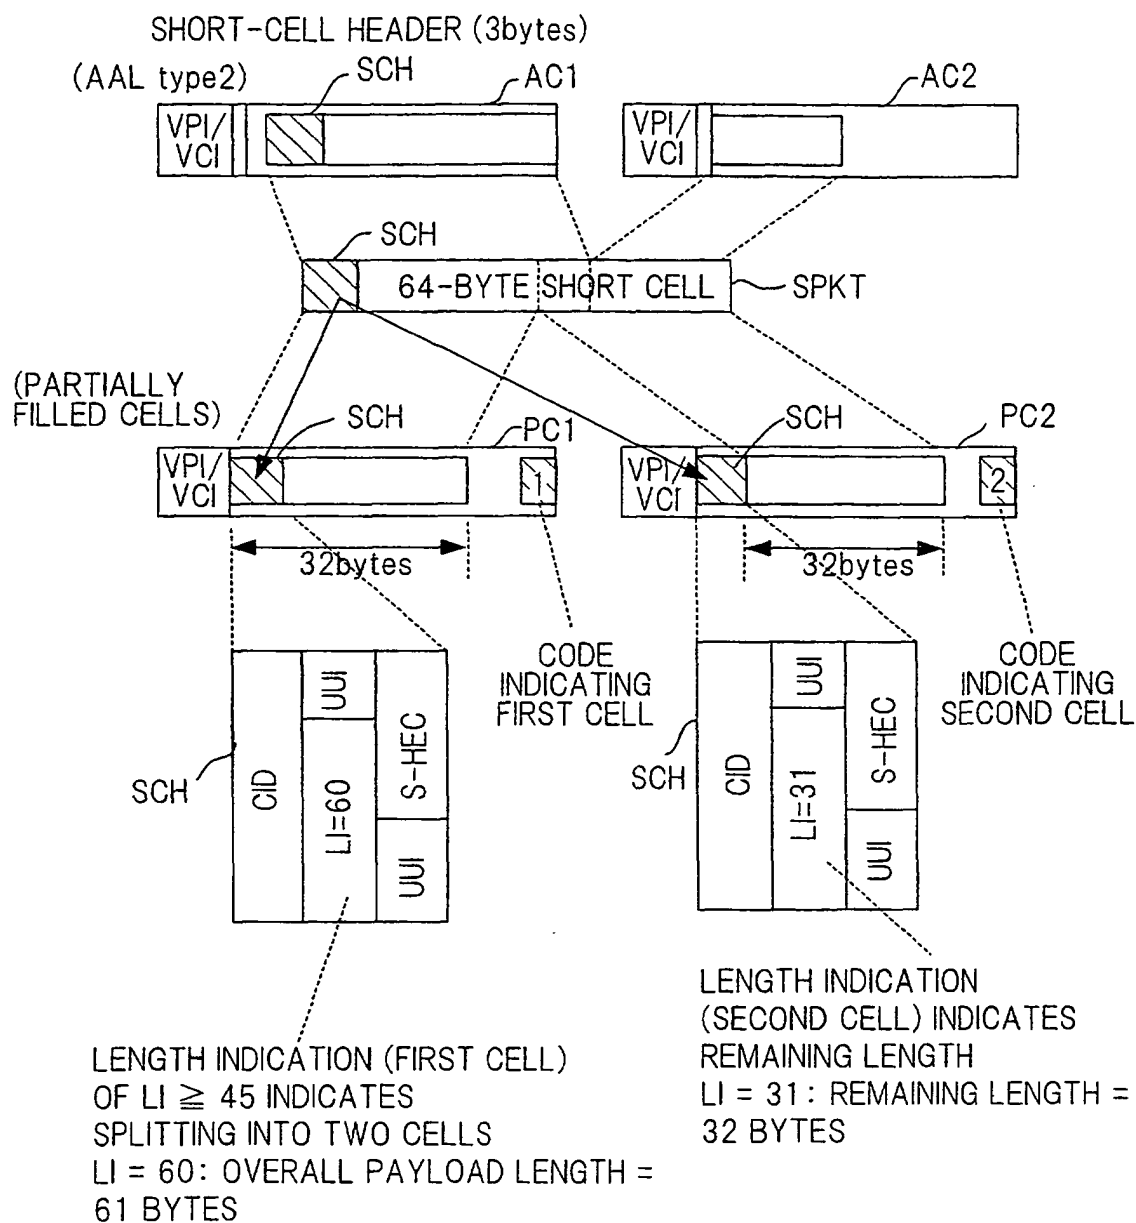 SHORT-CELL HEADER (3bytes)
(AAL type2)
SCH
AC1
AC2
VPI/
VCI
VPI/
VCI
SCH
64-BYTE SHORT CELL
SPKT
(PARTIALLY
FILLED CELLS)
SCH
PC1
SCH
PC2
VPI/
VCI
1
VPI/
VCI
2
32bytes
32bytes
CODE
INDICATING
FIRST CELL
CODE
INDICATING
SECOND CELL
SCH
CID
UUI
LI=60
S-HEC
UUI
SCH
CID
UUI
LI=31
S-HEC
UUI
LENGTH INDICATION (FIRST CELL)
OF LI ≧ 45 INDICATES
SPLITTING INTO TWO CELLS
LI = 60: OVERALL PAYLOAD LENGTH =
61 BYTES
LENGTH INDICATION
(SECOND CELL) INDICATES
REMAINING LENGTH
LI = 31: REMAINING LENGTH =
32 BYTES